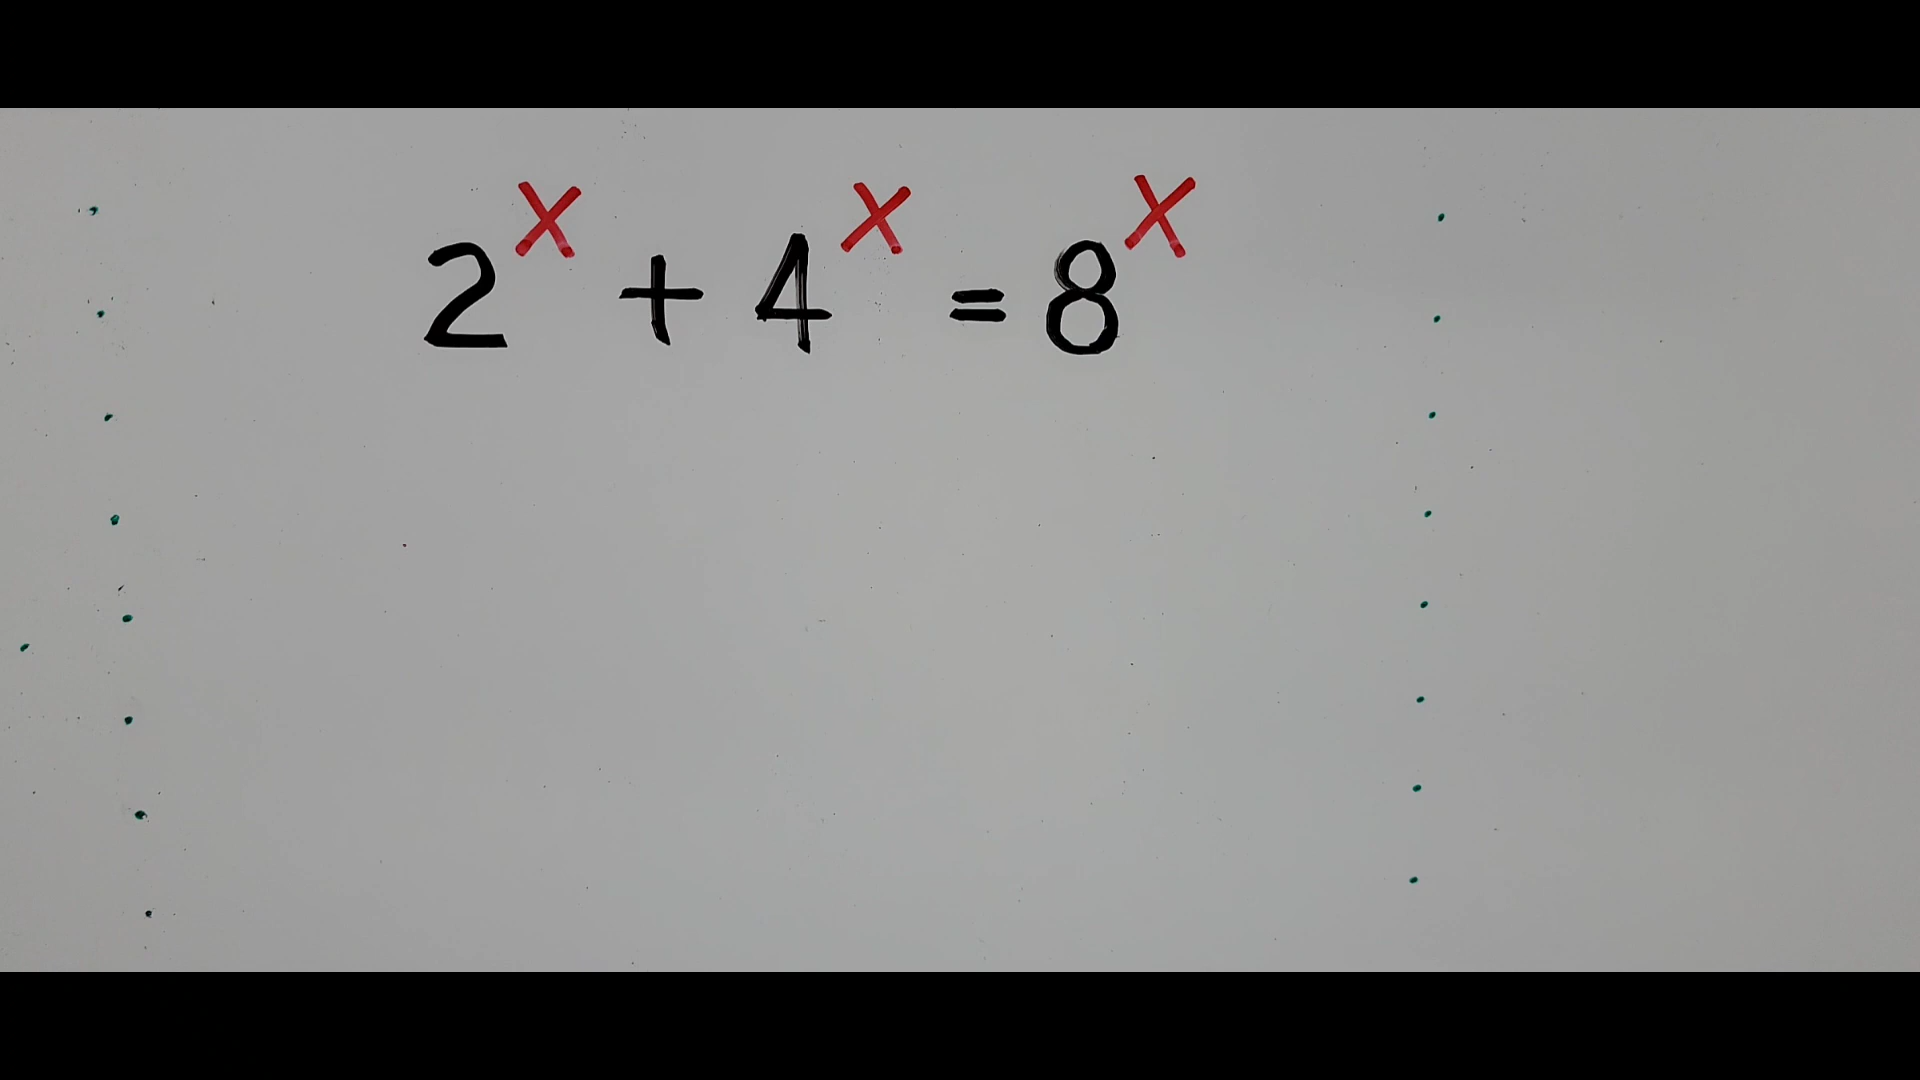 2^x + 4^x = 8^x